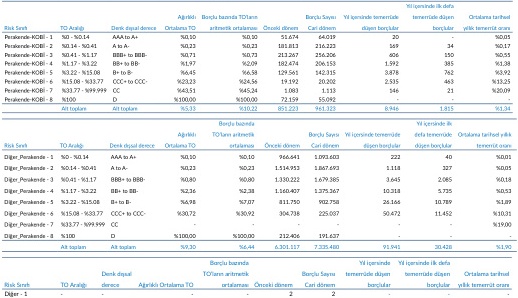 Ağırlıklı Borçlu bazında TO'ların Borçlu Sayısı Yıl içersinde temerrüde Yıl içersinde ilk defa temerrüde düşen Ortalama tarihsel
Risk Sınıfı TO Aralığı Denk dışsal derece Ortalama TO aritmetik ortalaması Önceki dönem Cari dönem düşen borçlular borçlular yıllık temerrüt oranı
Perakende-KOBİ - 1 %0 - %0.14 AAA to A+ %0,10 %0,10 51.674 64.019 20 - %0,05
Perakende-KOBİ - 2 %0.14 - %0.41 A to A- %0,23 %0,23 181.813 216.223 169 34 %0,17
Perakende-KOBİ - 3 %0.41 - %1.17 BBB+ to BBB- %0,71 %0,73 213.267 256.206 606 150 %0,55
Perakende-KOBİ - 4 %1.17 - %3.22 BB+ to BB- %1,97 %2,09 182.474 206.153 1.592 385 %1,38
Perakende-KOBİ - 5 %3.22 - %15.08 B+ to B- %6,45 %6,58 129.561 142.315 3.878 762 %3,92
Perakende-KOBİ - 6 %15.08 - %33.77 CCC+ to CCC- %23,23 %24,56 19.192 20.202 2.535 463 %13,25
Perakende-KOBİ - 7 %33.77 - %99.999 CC %43,51 %45,24 1.083 1.113 146 21 %20,09
Perakende-KOBİ - 8 %100 D %100,00 %100,00 72.159 55.092 - - -
Alt toplam Alt toplam %5,33 %10,22 851.223 961.323 8.946 1.815 %1,34
Borçlu bazında
Ağırlıklı TO'ların aritmetik Borçlu Sayısı Yıl içersinde temerrüde Yıl içersinde ilk defa temerrüde düşen Ortalama tarihsel yıllık
Risk Sınıfı TO Aralığı Denk dışsal derece Ortalama TO ortalaması Önceki dönem Cari dönem düşen borçlular borçlular temerrüt oranı
Diğer_Perakende - 1 %0 - %0.14 AAA to A+ %0,10 %0,10 966.641 1.093.603 222 40 %0,01
Diğer_Perakende - 2 %0.14 - %0.41 A to A- %0,23 %0,23 1.514.953 1.867.693 1.118 327 %0,05
Diğer_Perakende - 3 %0.41 - %1.17 BBB+ to BBB- %0,80 %0,80 1.330.222 1.679.385 3.645 2.085 %0,18
Diğer_Perakende - 4 %1.17 - %3.22 BB+ to BB- %2,36 %2,38 1.160.407 1.375.367 10.318 5.735 %0,53
Diğer_Perakende - 5 %3.22 - %15.08 B+ to B- %6,98 %7,07 811.750 902.758 26.166 10.789 %1,89
Diğer_Perakende - 6 %15.08 - %33.77 CCC+ to CCC- %30,72 %30,92 304.738 225.037 50.472 11.452 %10,31
Diğer_Perakende - 7 %33.77 - %99.999 CC - - - - - - %19,00
Diğer_Perakende - 8 %100 D %100,00 %100,00 212.406 191.637 - - -
Alt toplam Alt toplam %9,30 %6,44 6.301.117 7.335.480 91.941 30.428 %1,90
Borçlu bazında Yıl içersinde Yıl içersinde ilk defa
Denk dışsal TO'ların aritmetik Borçlu Sayısı temerrüde düşen temerrüde düşen Ortalama tarihsel
Risk Sınıfı TO Aralığı derece Ağırlıklı Ortalama TO ortalaması Önceki dönem Cari dönem borçlular borçlular yıllık temerrüt oranı
Diğer - 1 - - - - 2 2 - - -